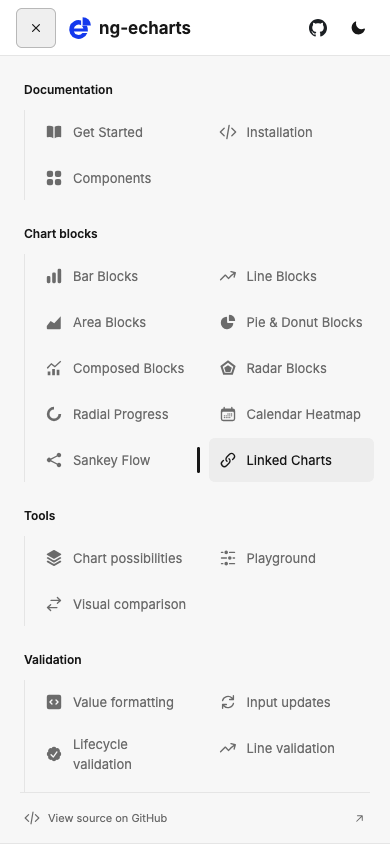 ng-echarts
Documentation
Get Started
Installation
Components
Chart blocks
Bar Blocks
Line Blocks
Area Blocks
Pie & Donut Blocks
Composed Blocks
Radar Blocks
Radial Progress
Calendar Heatmap
Sankey Flow
Linked Charts
Tools
Chart possibilities
Playground
Visual comparison
Validation
Value formatting
Input updates
Lifecycle
validation
Line validation
View source on GitHub